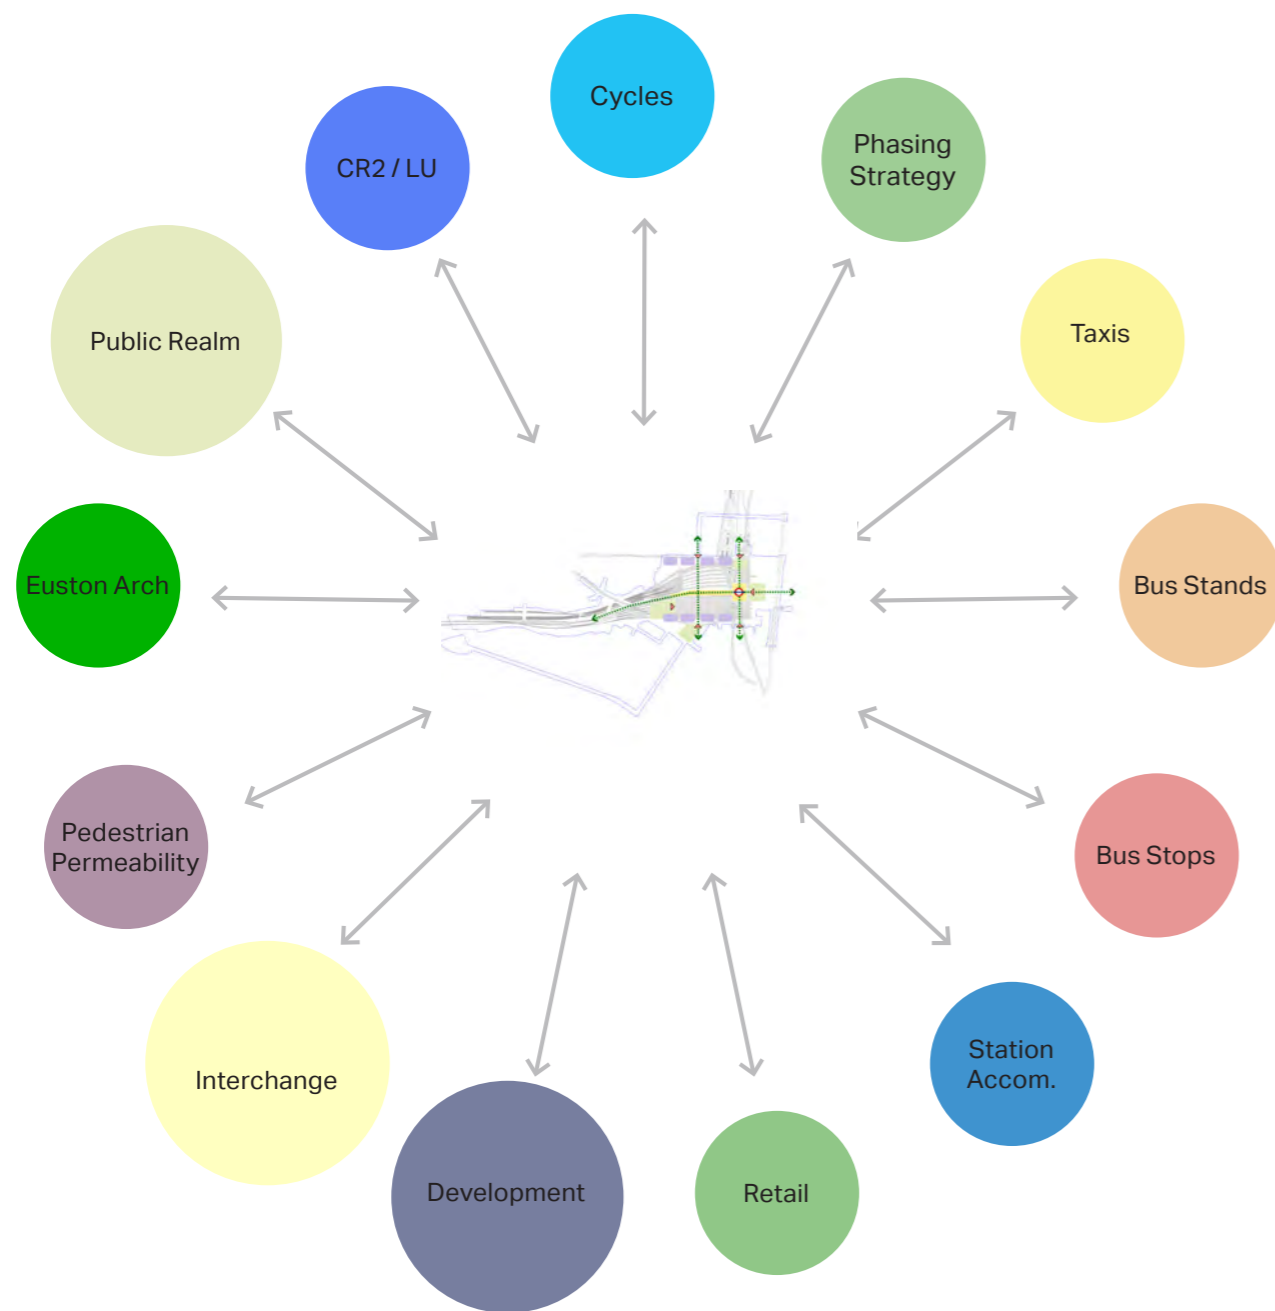 Cycles
Phasing
Strategy
CR2 / LU
Taxis
Public Realm
Euston Arch
Bus Stands
Pedestrian
Permeability
Bus Stops
Interchange
Station
Accom.
Development
Retail